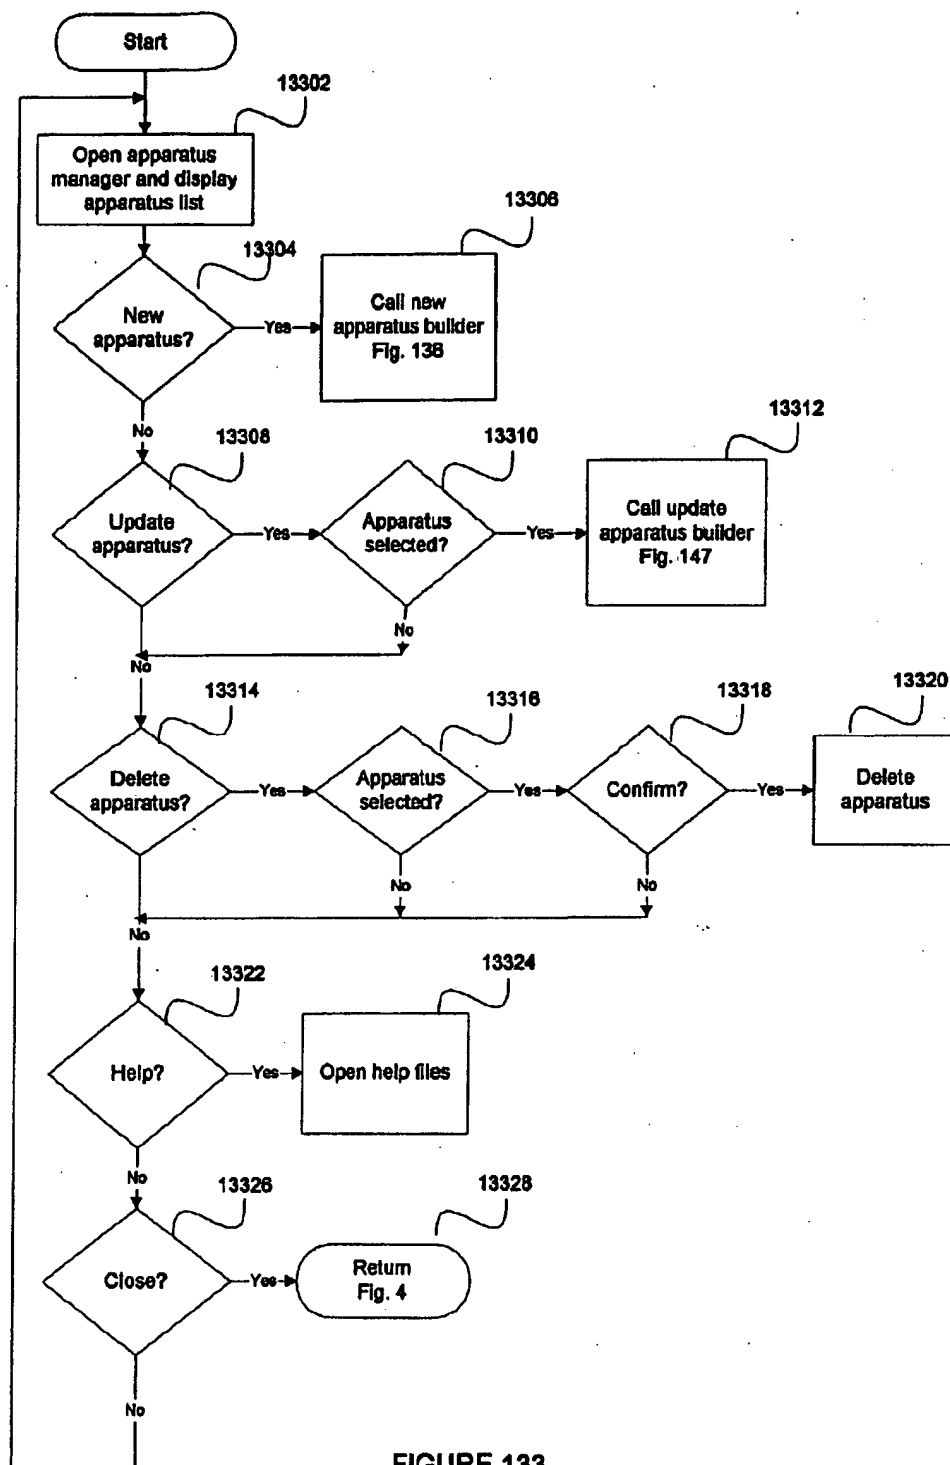 Start
13302
Open apparatus
manager and display
apparatus list
13304
13306
New
apparatus?
Yes
Call new
apparatus builder
Fig. 136
No
13308
13310
13312
Update
apparatus?
Yes
Apparatus
selected?
Yes
Call update
apparatus builder
Fig. 147
No
No
13314
13316
13318
13320
Delete
apparatus?
Yes
Apparatus
selected?
Yes
Confirm?
Yes
Delete
apparatus
No
No
No
13322
13324
Help?
Yes
Open help files
No
13326
13328
Close?
Yes
Return
Fig. 4
No
FIGURE 133